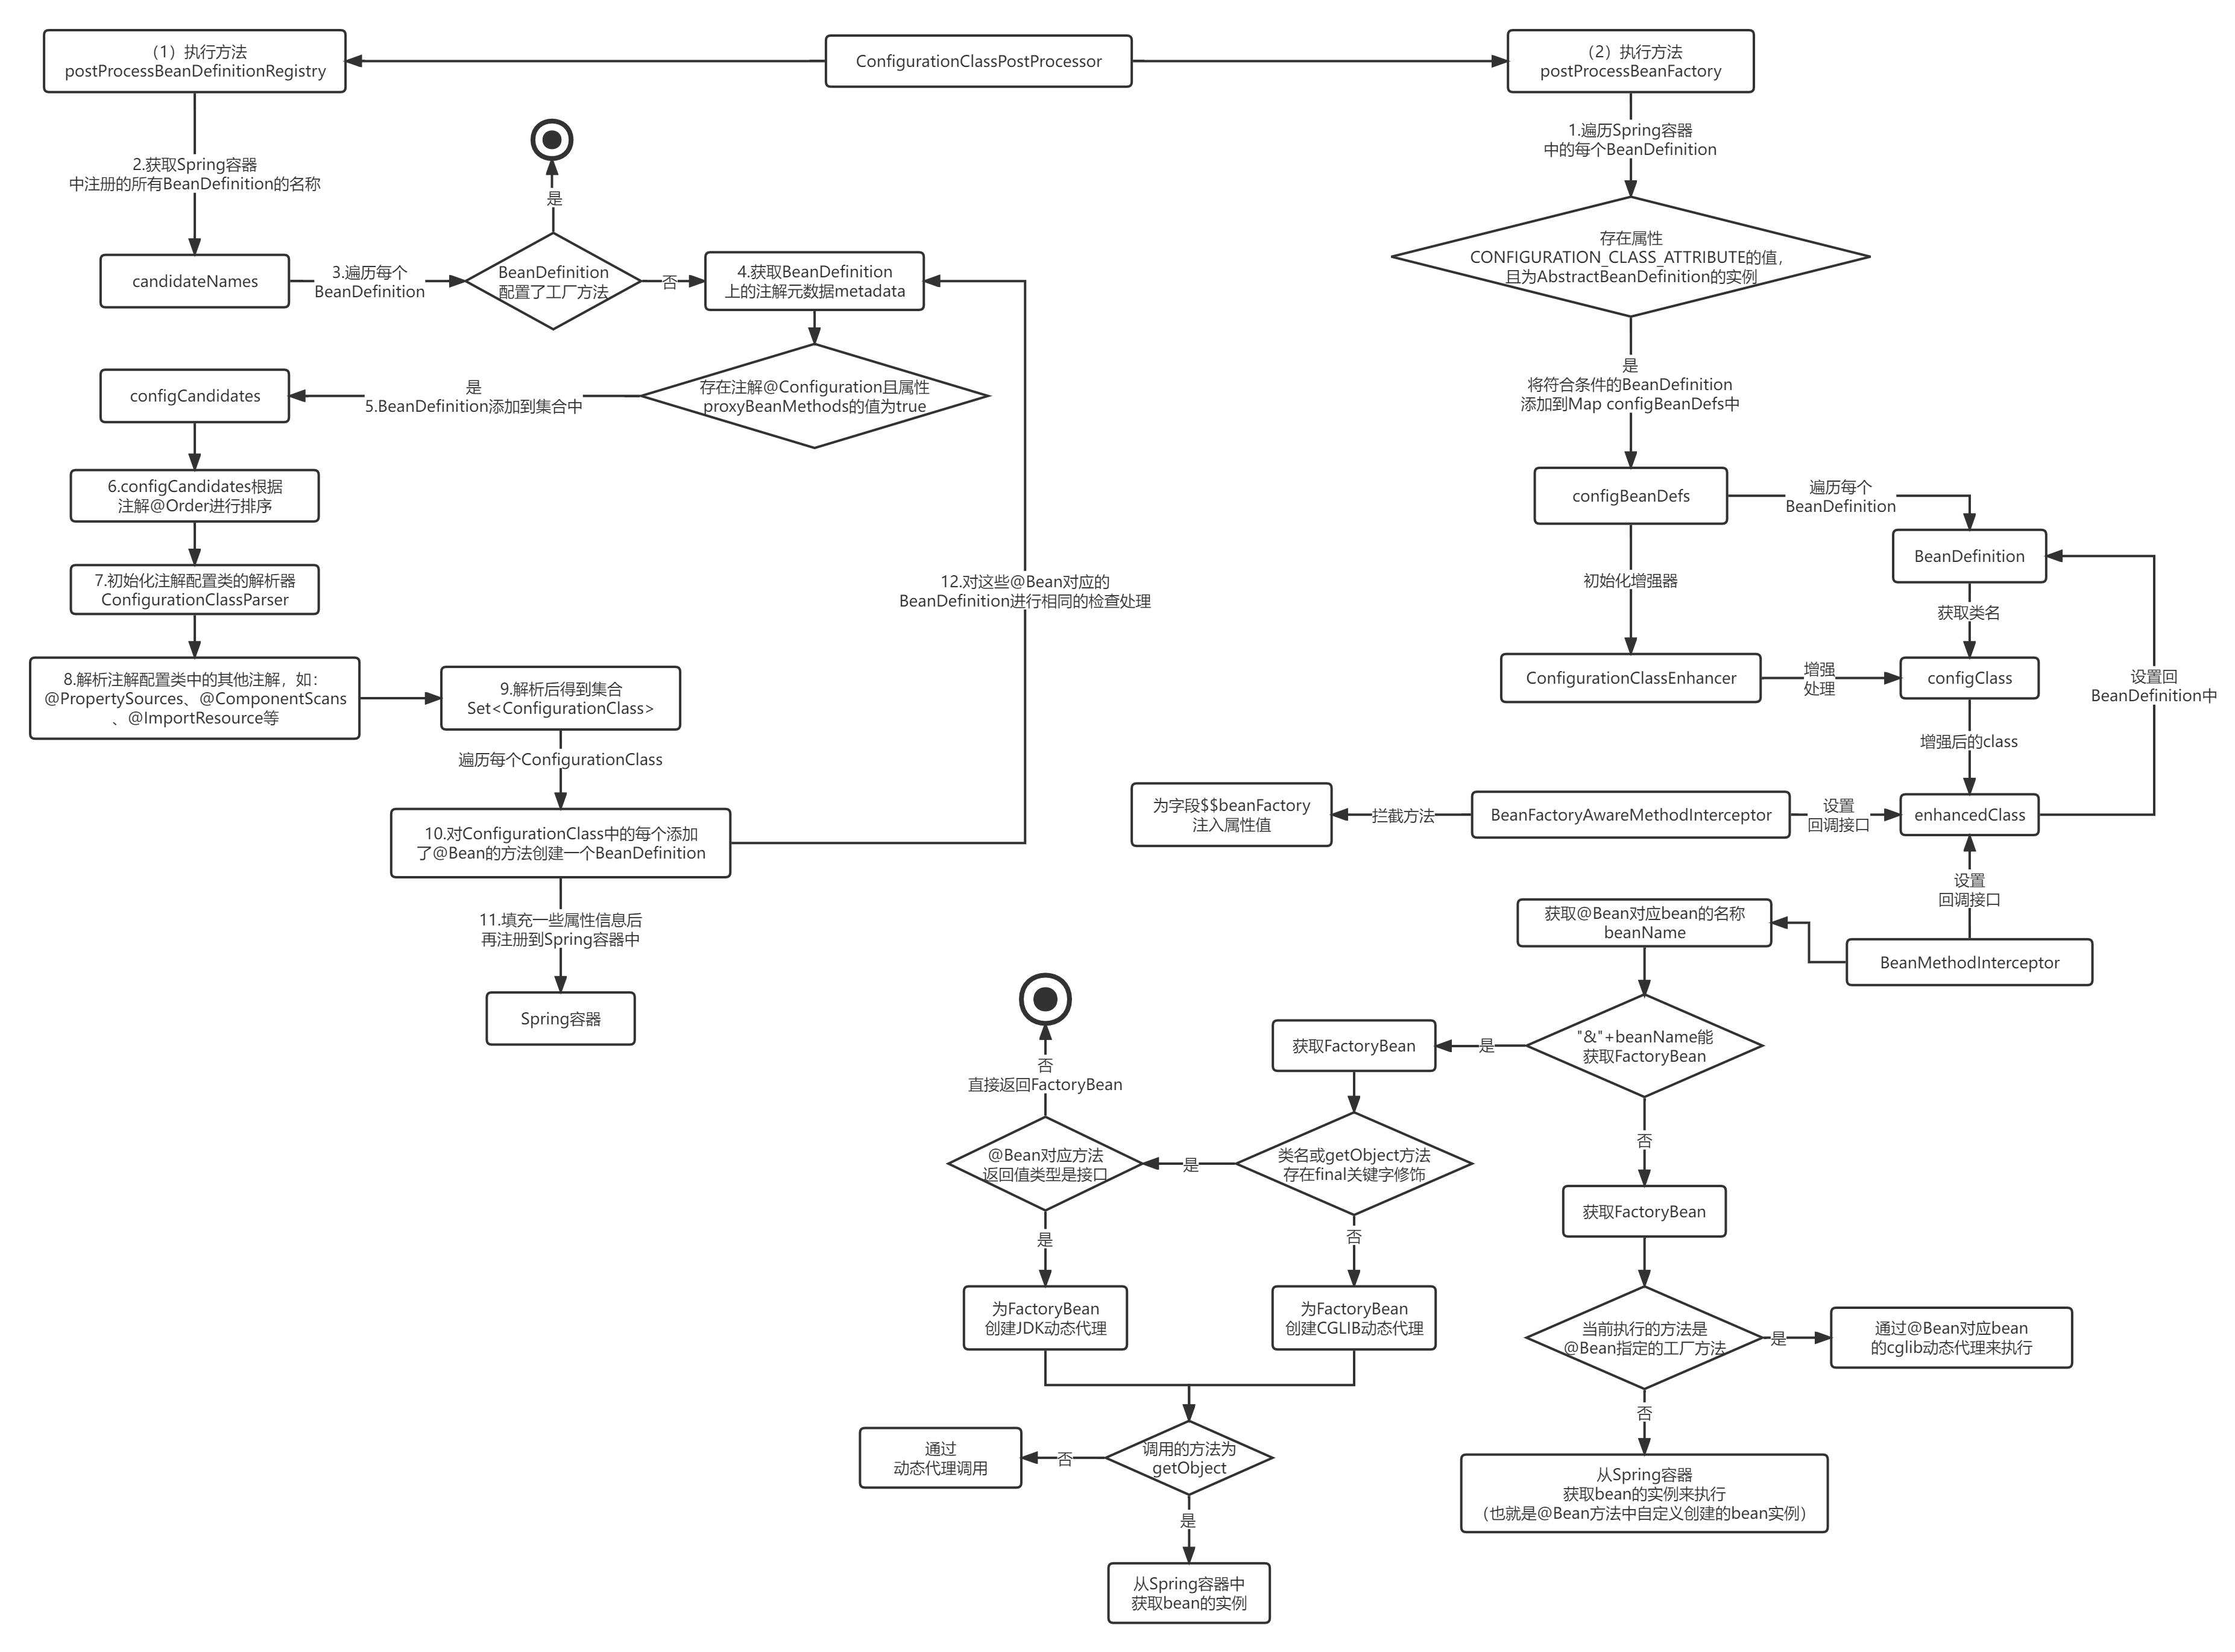 （1）执行方法
postProcessBeanDefinitionRegistry
ConfigurationClassPostProcessor
（2）执行方法
postProcessBeanFactory
2.获取Spring容器
中注册的所有BeanDefinition的名称
是
candidateNames
3.遍历每个
BeanDefinition
BeanDefinition
配置了工厂方法
否
4.获取BeanDefinition
上的注解元数据metadata
存在注解@Configuration且属性
proxyBeanMethods的值为true
是
5.BeanDefinition添加到集合中
configCandidates
6.configCandidates根据
注解@Order进行排序
7.初始化注解配置类的解析器
ConfigurationClassParser
8.解析注解配置类中的其他注解，如：
@PropertySources、@ComponentScans
、@ImportResource等
9.解析后得到集合
Set<ConfigurationClass>
遍历每个ConfigurationClass
10.对ConfigurationClass中的每个添加
了@Bean的方法创建一个BeanDefinition
12.对这些@Bean对应的
BeanDefinition进行相同的检查处理
11.填充一些属性信息后
再注册到Spring容器中
Spring容器
1.遍历Spring容器
中的每个BeanDefinition
存在属性
CONFIGURATION_CLASS_ATTRIBUTE的值，
且为AbstractBeanDefinition的实例
是
将符合条件的BeanDefinition
添加到Map configBeanDefs中
configBeanDefs
遍历每个
BeanDefinition
BeanDefinition
初始化增强器
获取类名
ConfigurationClassEnhancer
增强
处理
configClass
设置回
BeanDefinition中
增强后的class
为字段$$beanFactory
注入属性值
拦截方法
BeanFactoryAwareMethodInterceptor
设置
回调接口
enhancedClass
设置
回调接口
BeanMethodInterceptor
获取@Bean对应bean的名称
beanName
"&"+beanName能
获取FactoryBean
是
获取FactoryBean
否
直接返回FactoryBean
类名或getObject方法
存在final关键字修饰
是
@Bean对应方法
返回值类型是接口
是
否
为FactoryBean
创建JDK动态代理
为FactoryBean
创建CGLIB动态代理
调用的方法为
getObject
否
通过
动态代理调用
是
从Spring容器中
获取bean的实例
否
获取FactoryBean
当前执行的方法是
@Bean指定的工厂方法
是
通过@Bean对应bean
的cglib动态代理来执行
否
从Spring容器
获取bean的实例来执行
（也就是@Bean方法中自定义创建的bean实例）